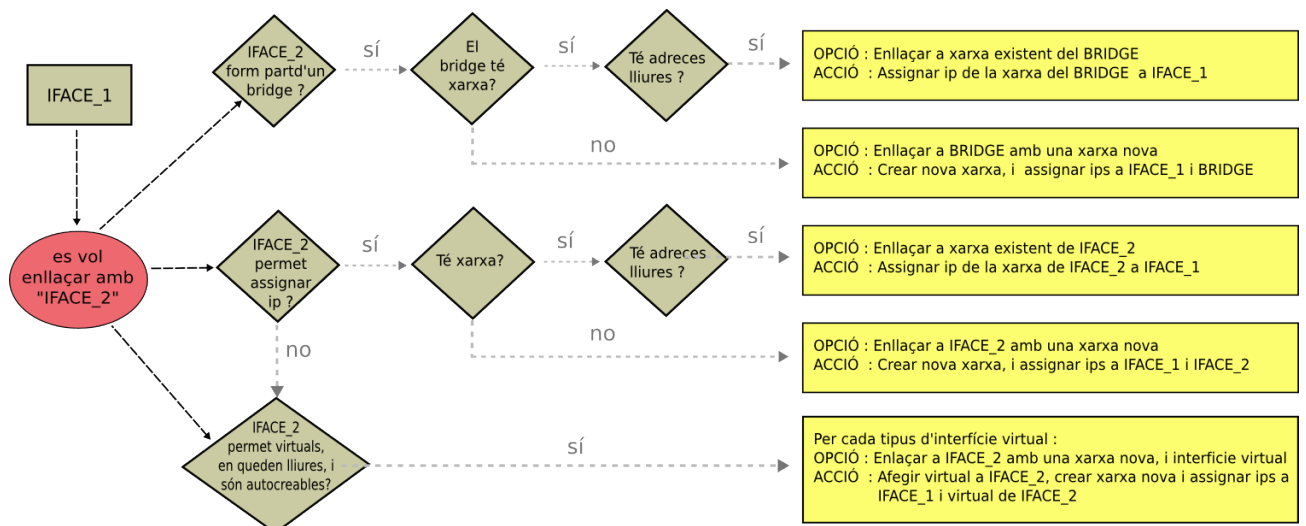 IFACE_1
es vol
enllaçar amb
"IFACE_2"
IFACE_2
form partd'un
bridge ?
sí
El
bridge té
xarxa?
sí
Té adreces
lliures ?
sí
OPCIÓ : Enllaçar a xarxa existent del BRIDGE
ACCIÓ : Assignar ip de la xarxa del BRIDGE a IFACE_1
no
OPCIÓ : Enllaçar a BRIDGE amb una xarxa nova
ACCIÓ : Crear nova xarxa, i assignar ips a IFACE_1 i BRIDGE
IFACE_2
permet
assignar
ip ?
sí
Té xarxa?
sí
Té adreces
lliures ?
sí
OPCIÓ : Enllaçar a xarxa existent de IFACE_2
ACCIÓ : Assignar ip de la xarxa de IFACE_2 a IFACE_1
no
OPCIÓ : Enllaçar a IFACE_2 amb una xarxa nova
ACCIÓ : Crear nova xarxa, i assignar ips a IFACE_1 i IFACE_2
no
IFACE_2
permet virtuals,
en queden lliures, i
són autocreables?
sí
Per cada tipus d'interfície virtual :
OPCIÓ : Enlaçar a IFACE_2 amb una xarxa nova, i interficie virtual
ACCIÓ : Afegir virtual a IFACE_2, crear xarxa nova i assignar ips a
IFACE_1 i virtual de IFACE_2